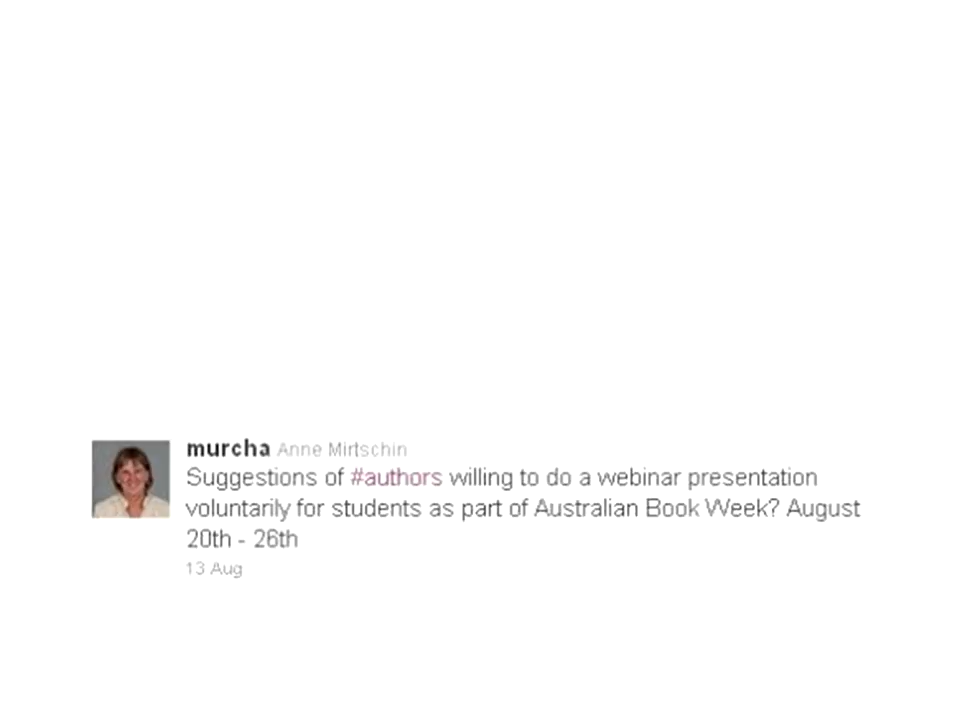 murcha Anne Mirtschin
Suggestions of #authors willing to do a webinar presentation
voluntarily for students as part of Australian Book Week? August
20th - 26th
13 Aug